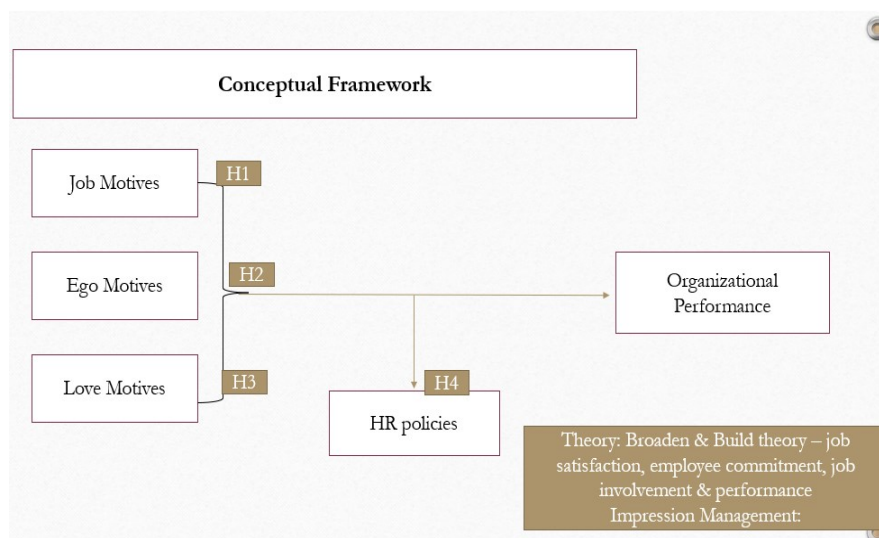 Conceptual Framework
Job Motives
H1
Ego Motives
H2
Love Motives
H3
Organizational
Performance
H4
HR policies
Theory: Broaden & Build theory – job
satisfaction, employee commitment, job
involvement & performance
Impression Management: